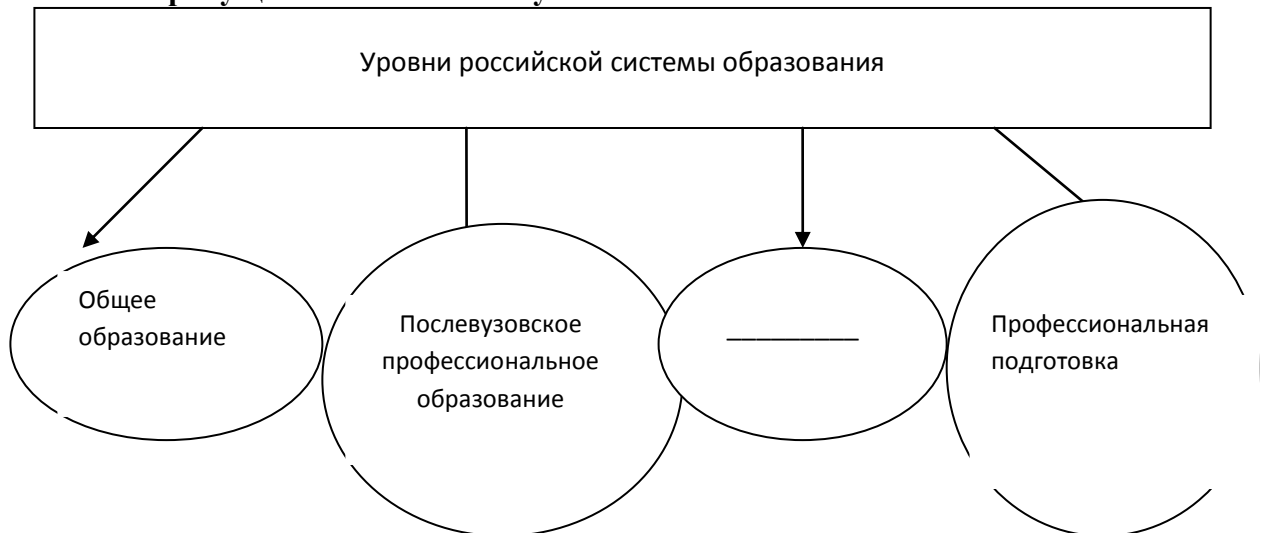 Уровни российской системы образования
Общее
образование
Послевузовское
профессиональное
образование
__________
Профессиональная
подготовка